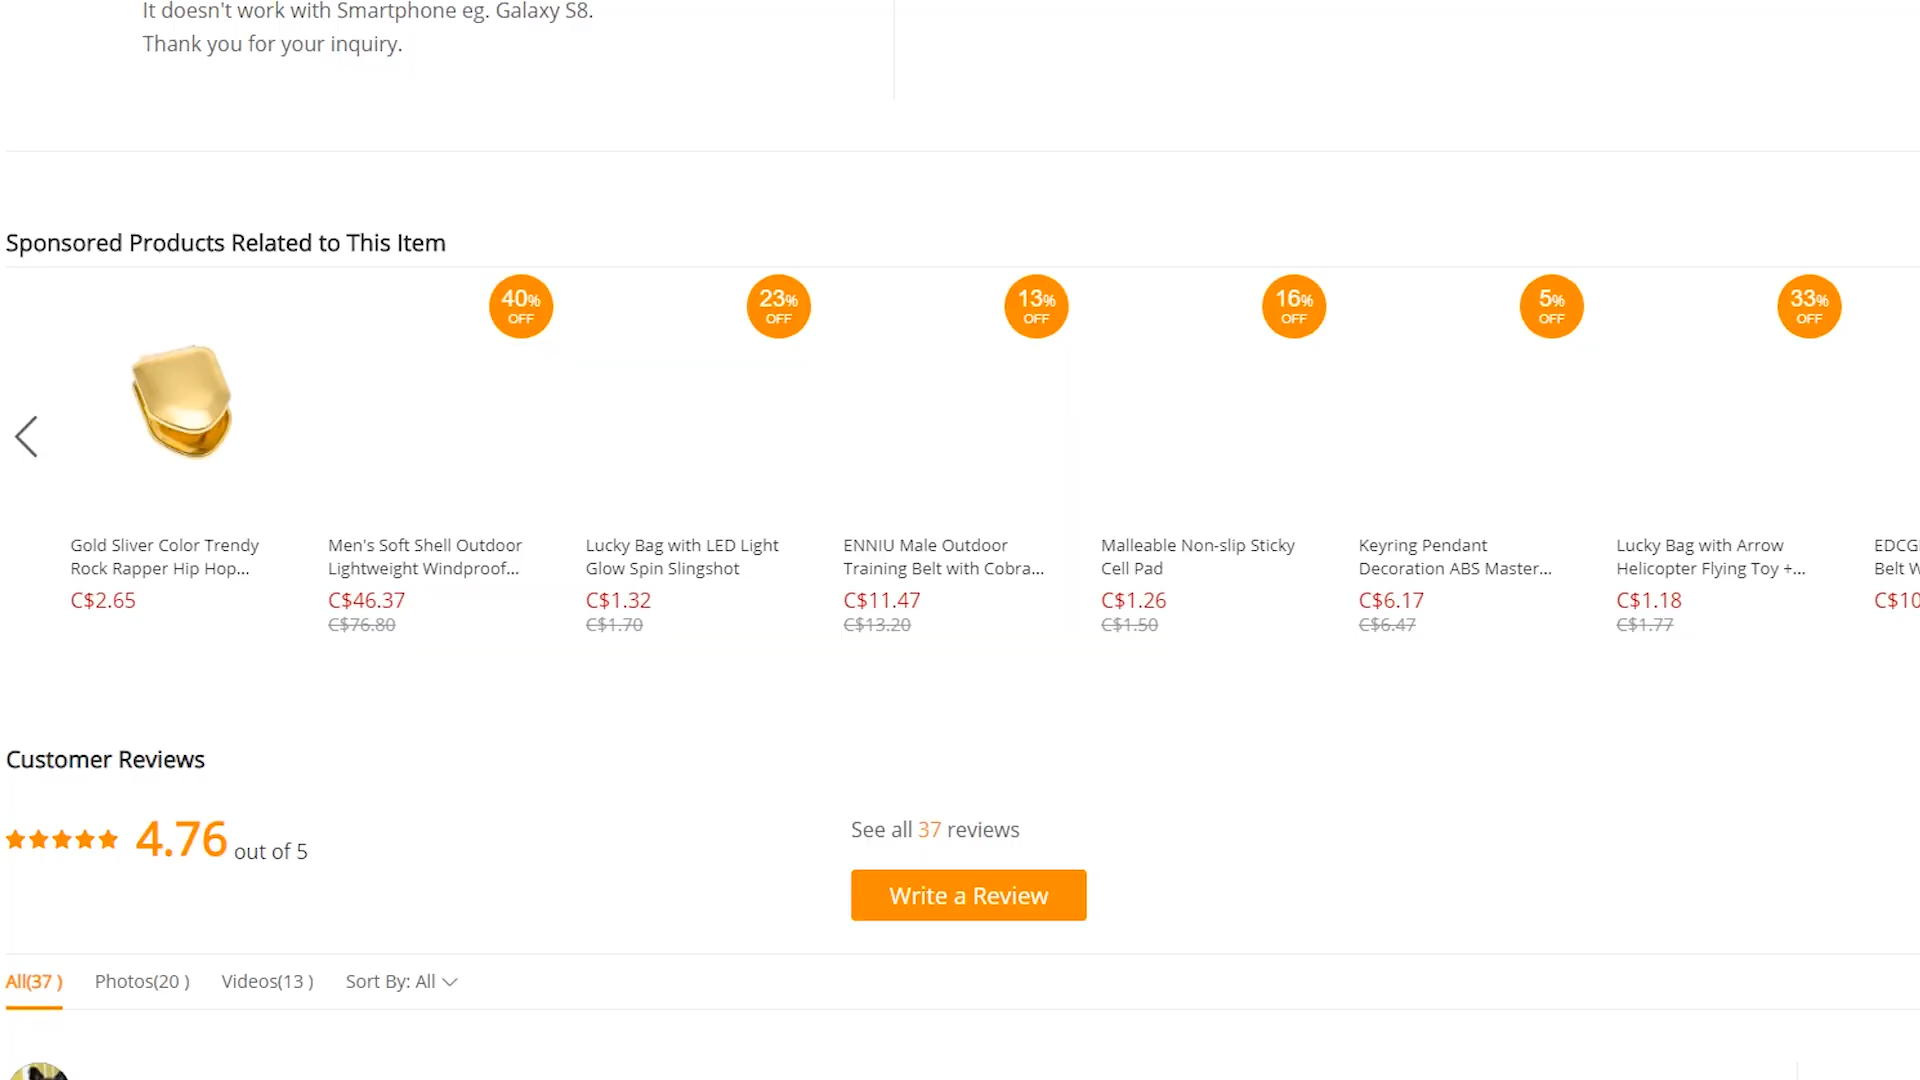 It doesn't work with Smartphone eg. Galaxy S8.
Thank you for your inquiry.
Sponsored Products Related to This Item
40% OFF
23% OFF
13% OFF
16% OFF
5% OFF
33% OFF
Gold Sliver Color Trendy
Rock Rapper Hip Hop...
C$2.65
Men's Soft Shell Outdoor
Lightweight Windproof...
C$46.37
C$76.80
Lucky Bag with LED Light
Glow Spin Slingshot
C$1.32
C$1.70
ENNIU Male Outdoor
Training Belt with Cobra...
C$11.47
C$13.20
Malleable Non-slip Sticky
Cell Pad
C$1.26
C$1.50
Keyring Pendant
Decoration ABS Master...
C$6.17
C$6.47
Lucky Bag with Arrow
Helicopter Flying Toy +...
C$1.18
C$1.77
Belt
Customer Reviews
4.76 out of 5
See all 37 reviews
Write a Review
All(37 )
Photos(20 )
Videos(13 )
Sort By: All